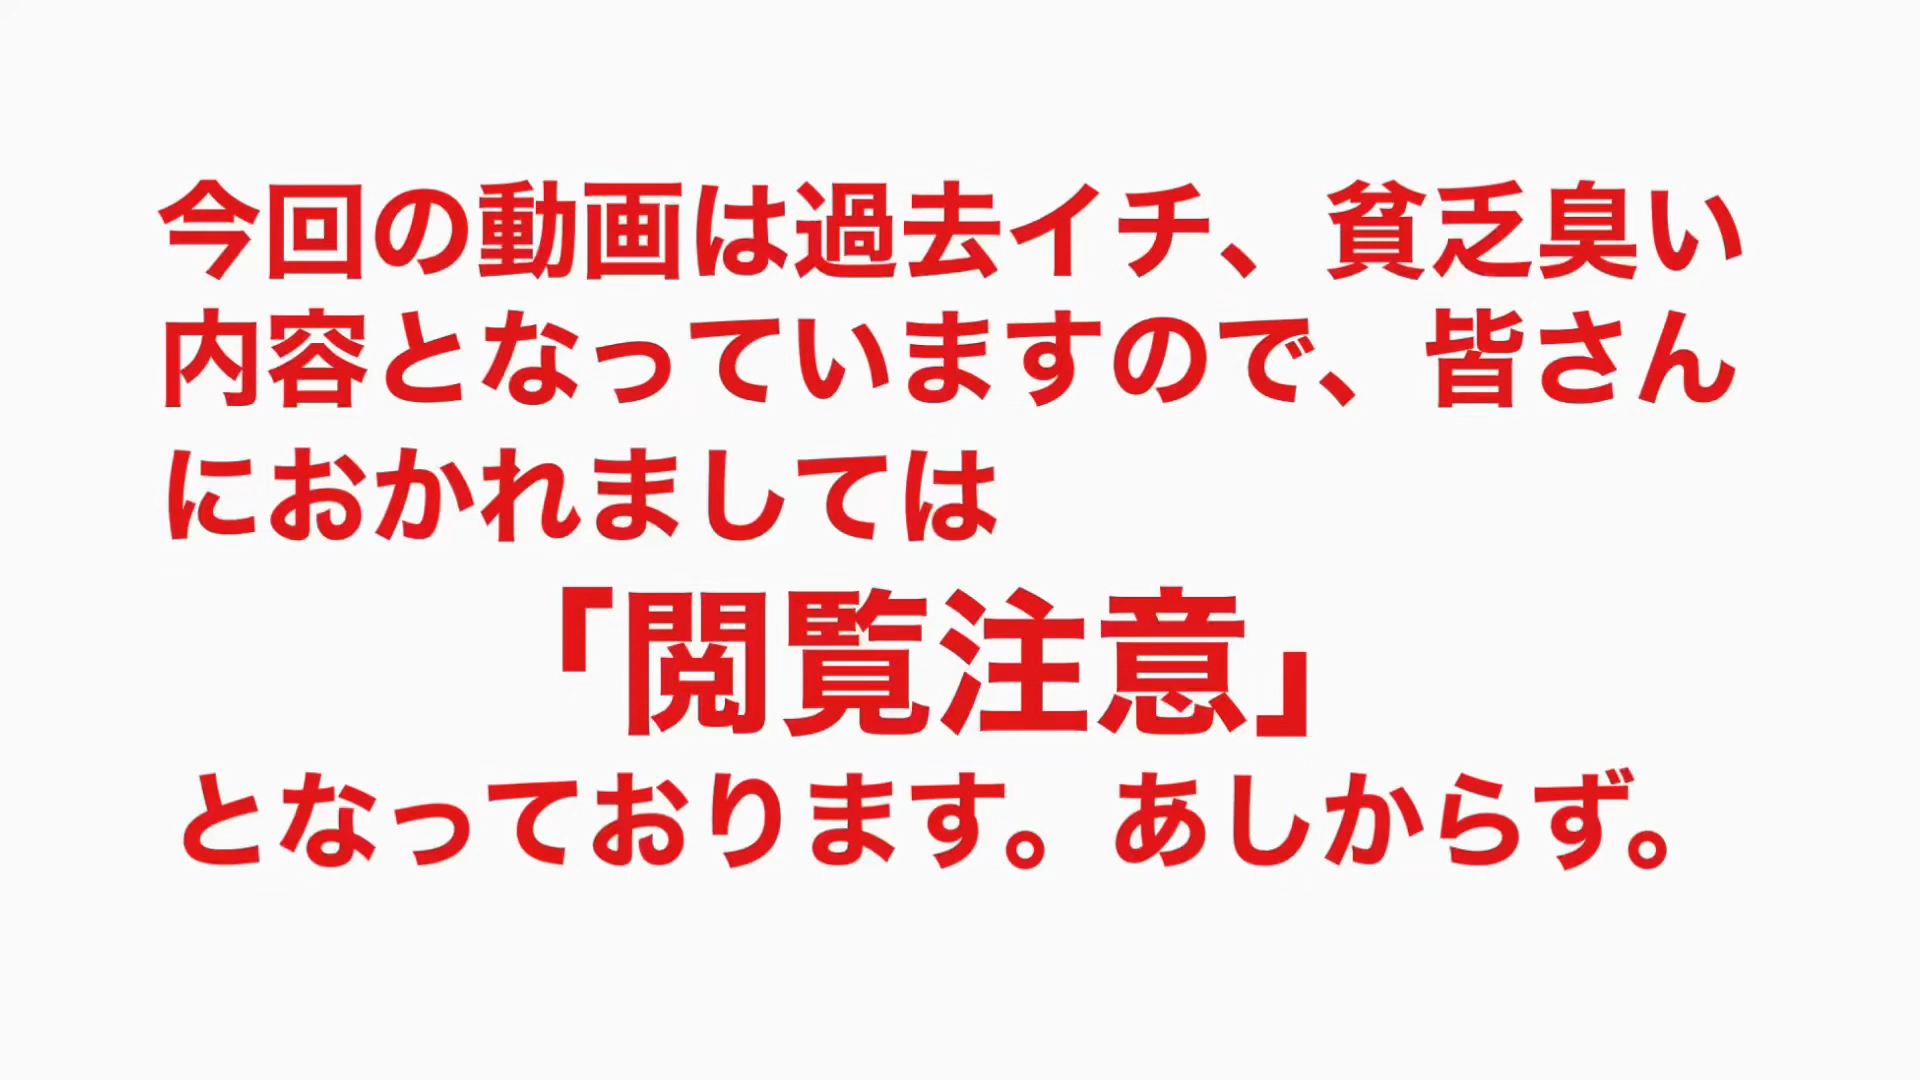 今回の動画は過去イチ、貧乏臭い
内容となっていますので、皆さん
におかれましては
「閲覧注意」
となっております。あしからず。